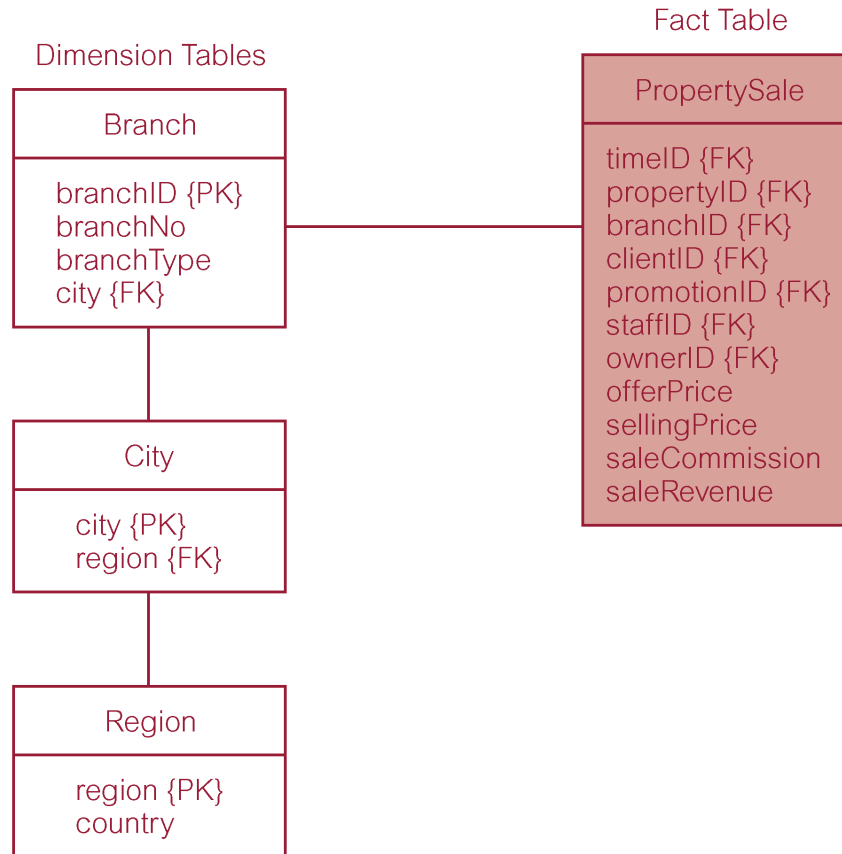 Dimension Tables
Branch
branchID {PK}
branchNo
branchType
city {FK}
City
city {PK}
region {FK}
Region
region {PK}
country
Fact Table
PropertySale
timeID {FK}
propertyID {FK}
branchID {FK}
clientID {FK}
promotionID {FK}
staffID {FK}
ownerID {FK}
offerPrice
sellingPrice
saleCommission
saleRevenue